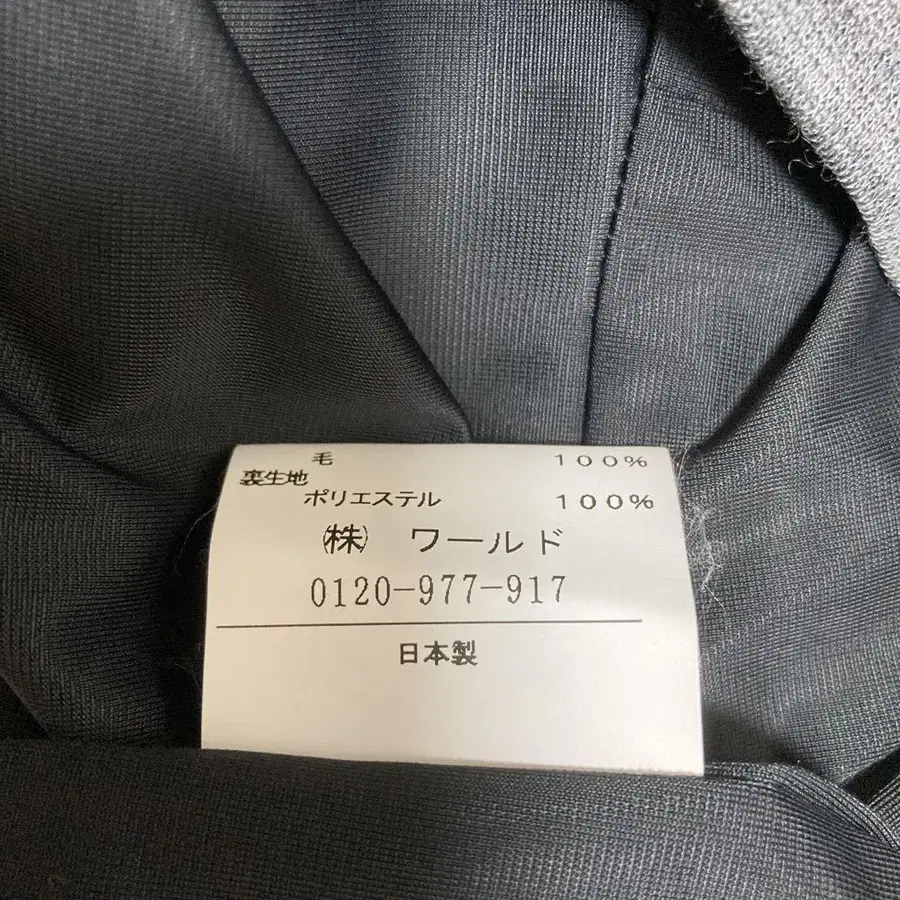 毛 100%
裏生地
ポリエステル 100%
㈱ ワールド
0120-977-917
日本製